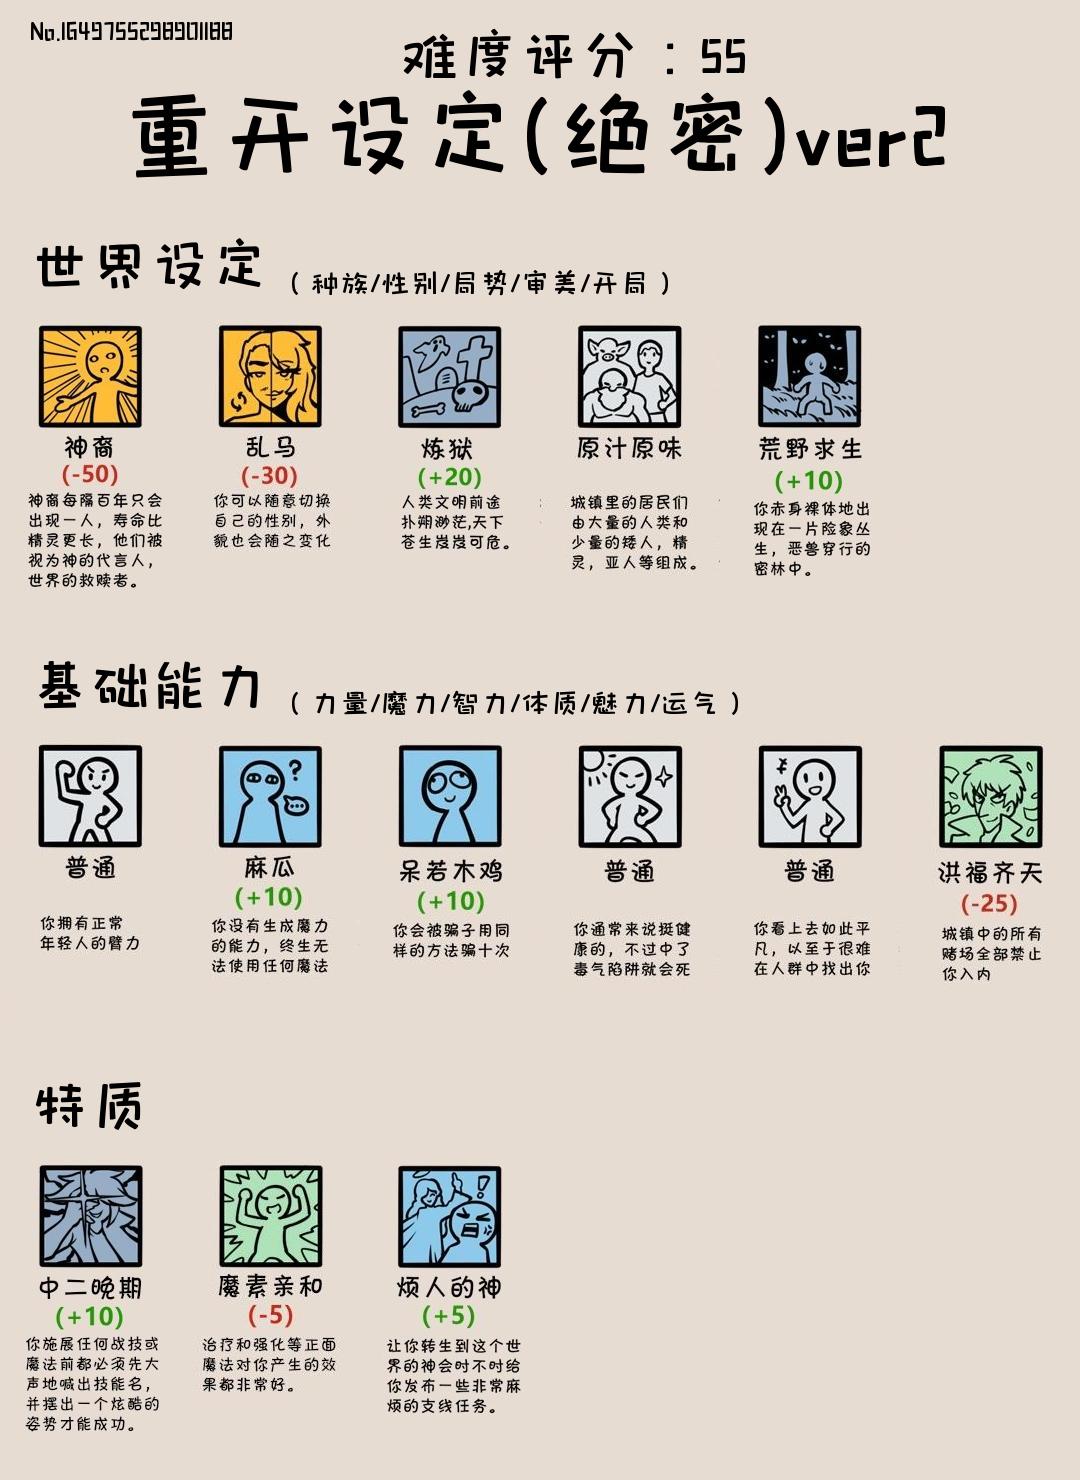 No.1649755298901188
难度评分：55
重开设定(绝密)ver2
世界设定（种族/性别/局势/审美/开局）
神裔
(-50)
神裔每隔百年只会
出现一人，寿命比
精灵更长，他们被
视为神的代言人，
世界的救赎者。
乱马
(-30)
你可以随意切换
自己的性别，外
貌也会随之变化
炼狱
(+20)
人类文明前途
扑朔渺茫,天下
苍生岌岌可危。
原汁原味
城镇里的居民们
由大量的人类和
少量的矮人，精
灵，亚人等组成。
荒野求生
(+10)
你赤身裸体地出
现在一片险象丛
生，恶兽穿行的
密林中。
基础能力（力量/魔力/智力/体质/魅力/运气）
普通
你拥有正常
年轻人的臂力
麻瓜
(+10)
你没有生成魔力
的能力，终生无
法使用任何魔法
呆若木鸡
(+10)
你会被骗子用同
样的方法骗十次
普通
你通常来说挺健
康的，不过中了
毒气陷阱就会死
普通
你看上去如此平
凡，以至于很难
在人群中找出你
洪福齐天
(-25)
城镇中的所有
赌场全部禁止
你入内
特质
中二晚期
(+10)
你施展任何战技或
魔法前都必须先大
声地喊出技能名，
并摆出一个炫酷的
姿势才能成功。
魔素亲和
(-5)
治疗和强化等正面
魔法对你产生的效
果都非常好。
烦人的神
(+5)
让你转生到这个世
界的神会时不时给
你发布一些非常麻
烦的支线任务。